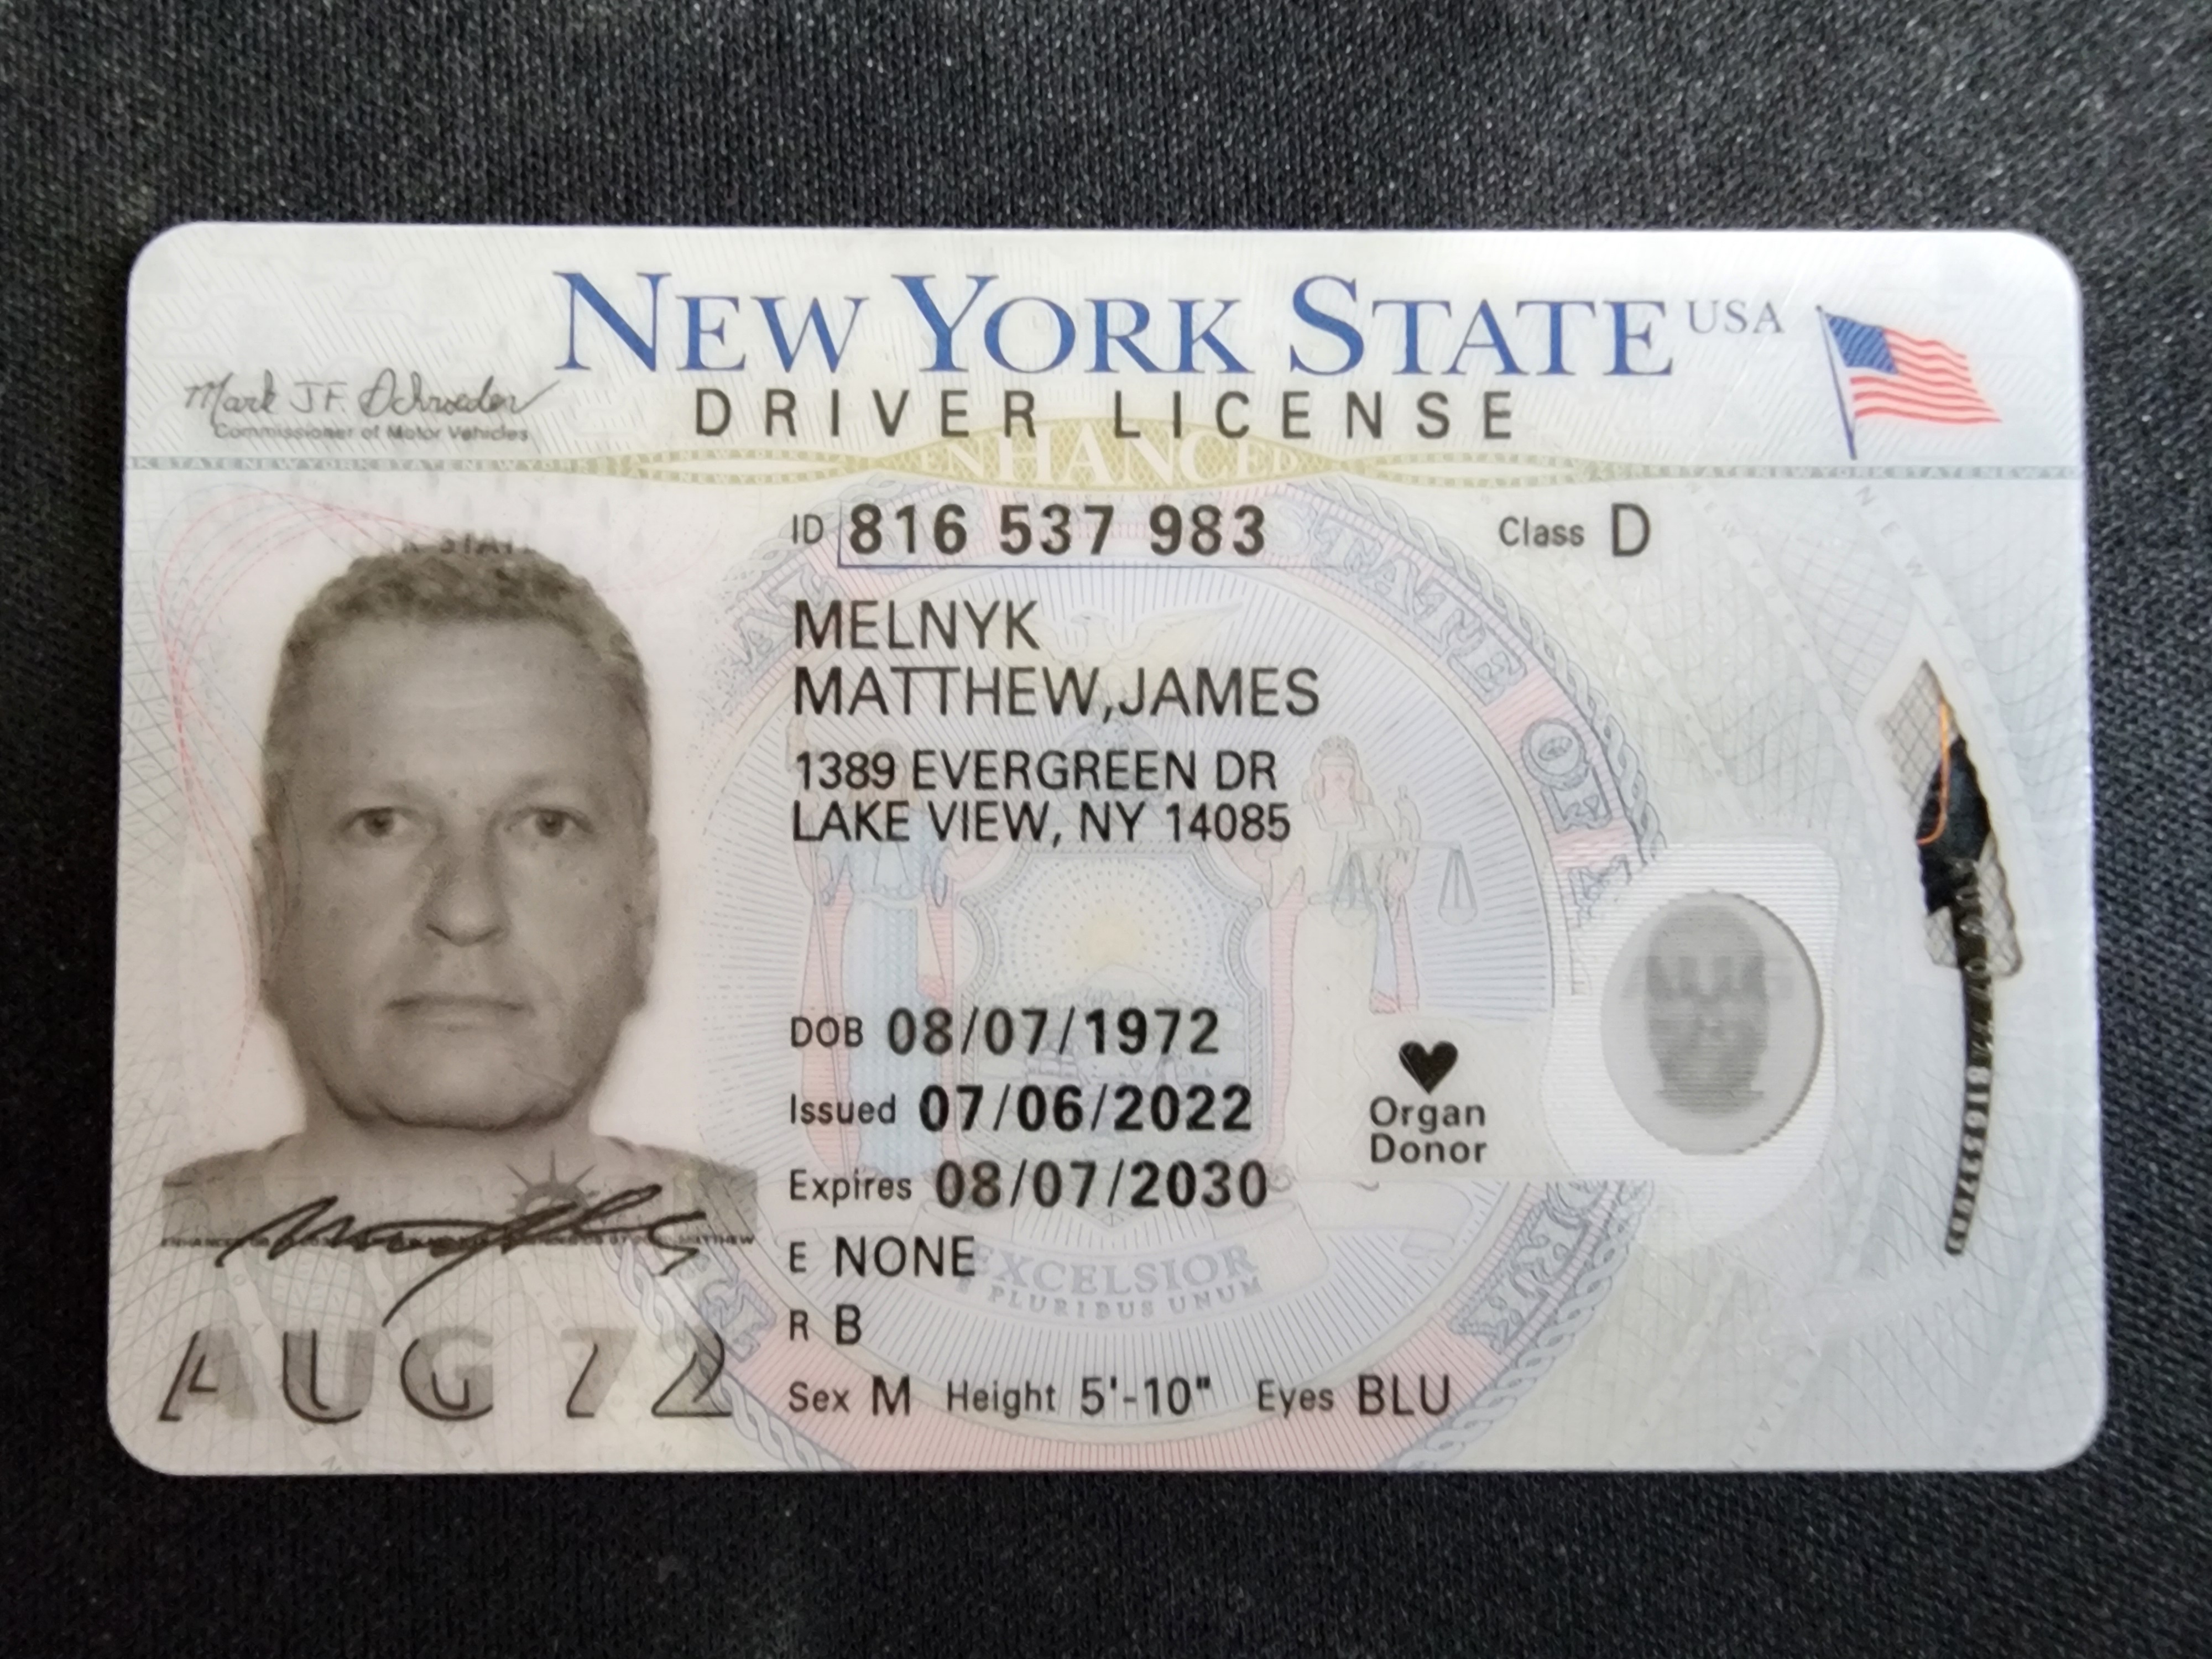 NEW YORK STATE USA
DRIVER LICENSE
Mark J.F. Schroeder
Commissioner of Motor Vehicles
ENHANCED
ID 816 537 983 Class D
MELNYK
MATTHEW,JAMES
1389 EVERGREEN DR
LAKE VIEW, NY 14085
DOB 08/07/1972
Issued 07/06/2022
Expires 08/07/2030
E NONE
R B
Sex M Height 5'-10" Eyes BLU
Organ
Donor
AUG 72
EXCELSIOR
E PLURIBUS UNUM